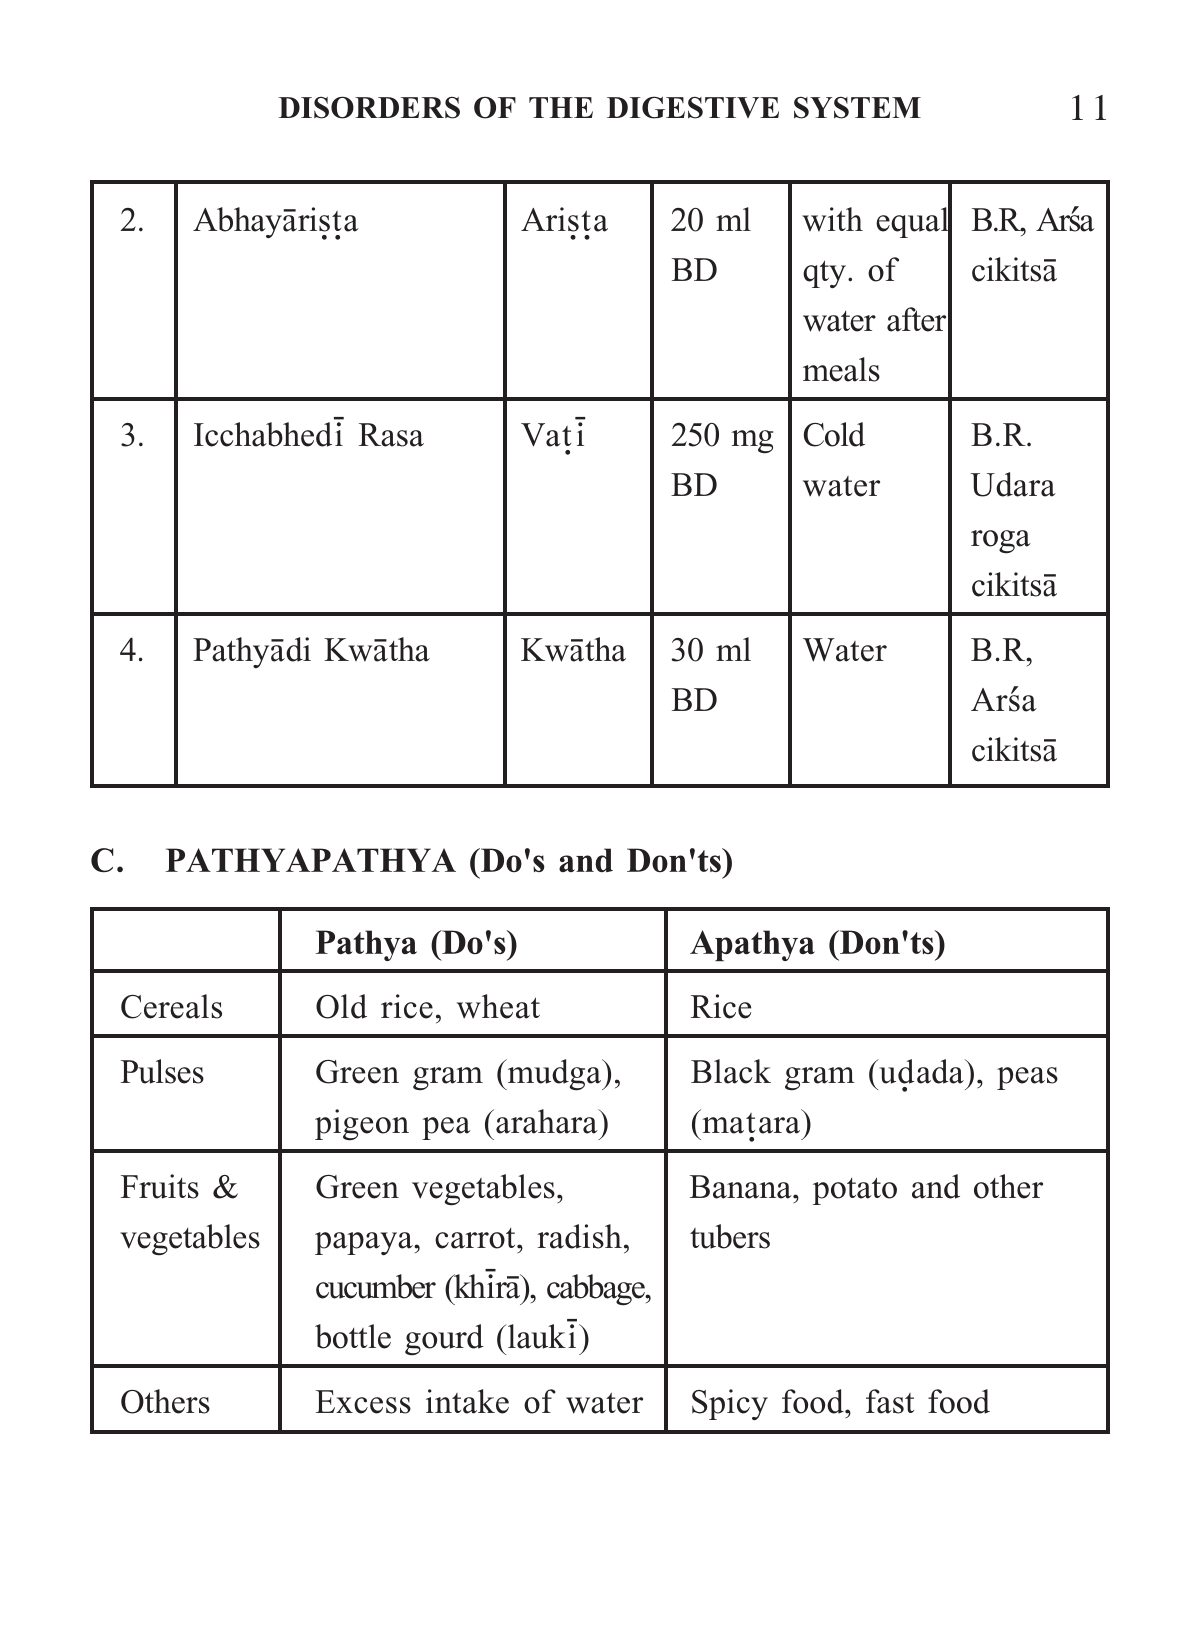 DISORDERS OF THE DIGESTIVE SYSTEM 11
2. Abhayāriṣṭa Ariṣṭa 20 ml with equal B.R, Arśa
BD qty. of cikitsā
water after
meals
3. Icchabhedī Rasa Vaṭī 250 mg Cold B.R.
BD water Udara
roga
cikitsā
4. Pathyādi Kwātha Kwātha 30 ml Water B.R,
BD Arśa
cikitsā
C. PATHYAPATHYA (Do's and Don'ts)
Pathya (Do's) Apathya (Don'ts)
Cereals Old rice, wheat Rice
Pulses Green gram (mudga), Black gram (uḍada), peas
pigeon pea (arahara) (maṭara)
Fruits & Green vegetables, Banana, potato and other
vegetables papaya, carrot, radish, tubers
cucumber (khīrā), cabbage,
bottle gourd (laukī)
Others Excess intake of water Spicy food, fast food